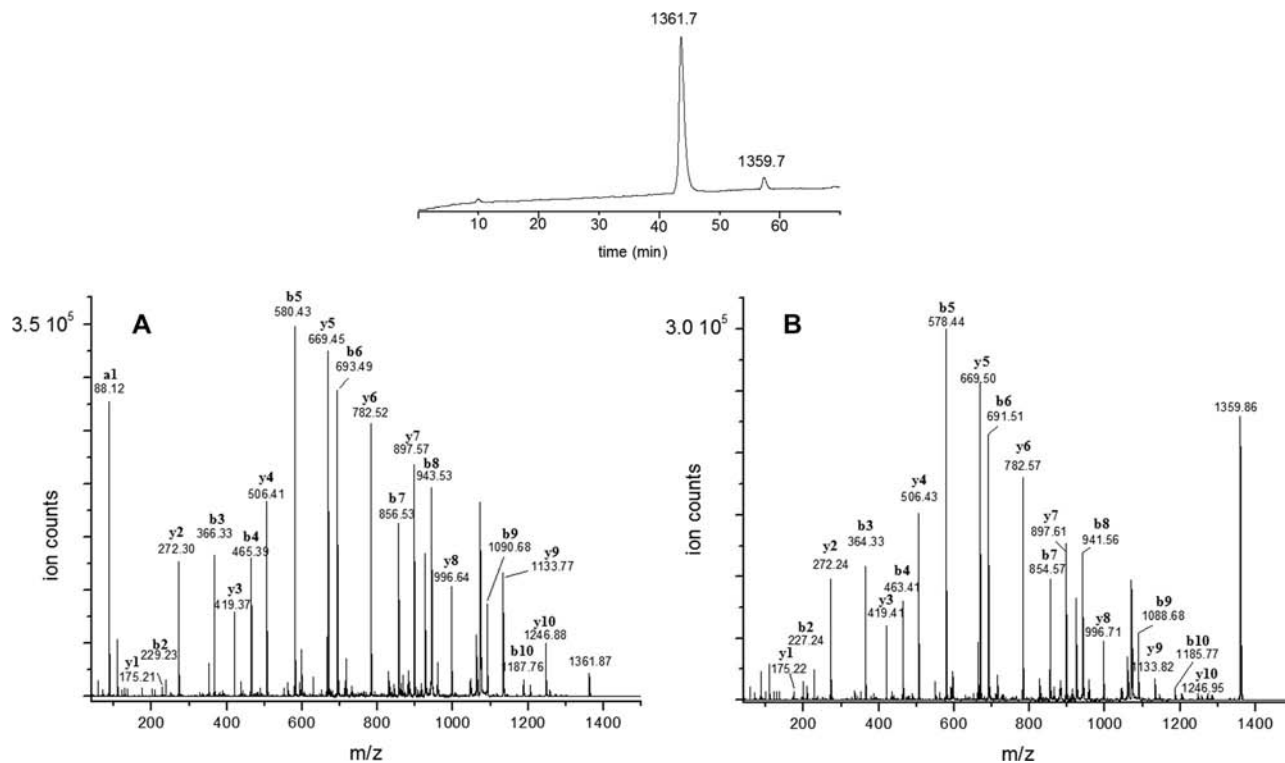 1361.7
1359.7
10 20 30 40 50 60
time (min)
A
3.5 10⁵
ion counts
a1
88.12
y1
175.21
b2
229.23
y2
272.30
b3
366.33
y3
419.37
b4
465.39
y4
506.41
b5
580.43
y5
669.45
b6
693.49
y6
782.52
b7
856.53
y7
897.57
b8
943.53
y8
996.64
b9
1090.68
y9
1133.77
b10
1187.76
y10
1246.88
1361.87
200 400 600 800 1000 1200 1400
m/z
B
3.0 10⁵
ion counts
y1
175.22
b2
227.24
y2
272.24
b3
364.33
y3
419.41
b4
463.41
y4
506.43
b5
578.44
y5
669.50
b6
691.51
y6
782.57
b7
854.57
y7
897.61
b8
941.56
y8
996.71
b9
1088.68
y9
1133.82
b10
1185.77
y10
1246.95
1359.86
200 400 600 800 1000 1200 1400
m/z